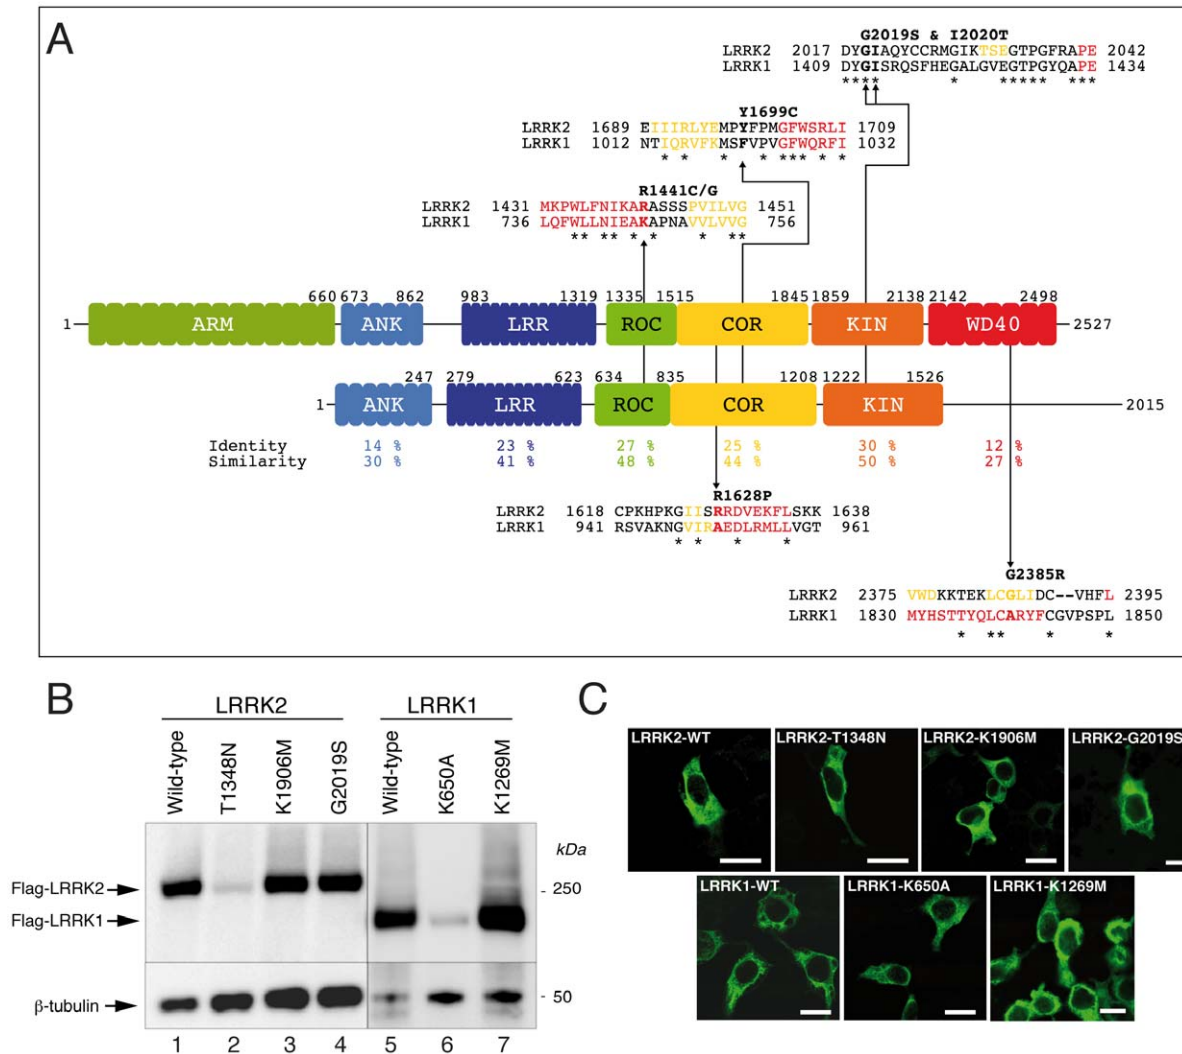 A
G2019S & I2020T
LRRK2 2017 DYGIAQYCCRMGIKTSEGTPGFRAPE 2042
LRRK1 1409 DYGISRQSFHEGALGVEGTPGYQAPE 1434
**** * ***** ***
Y1699C
LRRK2 1689 EIIIRLYEMPYFPMGFWSRLI 1709
LRRK1 1012 NTIQRVFKMSFVPVGFWQRFI 1032
* * * * *** * *
R1441C/G
LRRK2 1431 MKPWLFNIKARASSSPVILVG 1451
LRRK1 736 LQFWLLNIEAKAPNAVVLVVG 756
** ** * * * **
660 673 862 983 1319 1335 1515 1845 1859 2138 2142 2498
1 ARM ANK LRR ROC COR KIN WD40 2527
247 279 623 634 835 1208 1222 1526
1 ANK LRR ROC COR KIN 2015
Identity 14 % 23 % 27 % 25 % 30 % 12 %
Similarity 30 % 41 % 48 % 44 % 50 % 27 %
R1628P
LRRK2 1618 CPKHPKGIISRRDVEKFLSKK 1638
LRRK1 941 RSVAKNGVIRAEDLRMLLVGT 961
* * * *
G2385R
LRRK2 2375 VWDKKTEKLCGLIDC--VHFL 2395
LRRK1 1830 MYHSTTYQLCARYFCGVPSPL 1850
* ** * *
B
LRRK2 LRRK1
Wild-type T1348N K1906M G2019S Wild-type K650A K1269M
kDa
Flag-LRRK2 - 250
Flag-LRRK1
β-tubulin - 50
1 2 3 4 5 6 7
C
LRRK2-WT LRRK2-T1348N LRRK2-K1906M LRRK2-G2019S
LRRK1-WT LRRK1-K650A LRRK1-K1269M